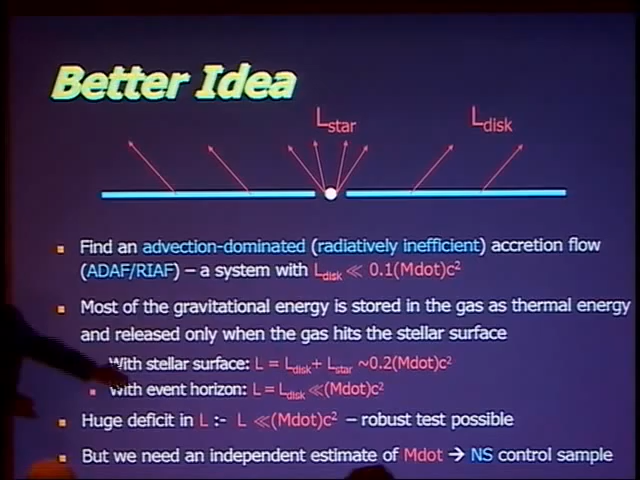 Better Idea
Lstar Ldisk
Find an advection-dominated (radiatively inefficient) accretion flow
(ADAF/RIAF) – a system with Ldisk ≪ 0.1(Mdot)c²
Most of the gravitational energy is stored in the gas as thermal energy
and released only when the gas hits the stellar surface
With stellar surface: L = Ldisk+ Lstar ~0.2(Mdot)c²
With event horizon: L = Ldisk ≪(Mdot)c²
Huge deficit in L :- L ≪(Mdot)c² – robust test possible
But we need an independent estimate of Mdot → NS control sample